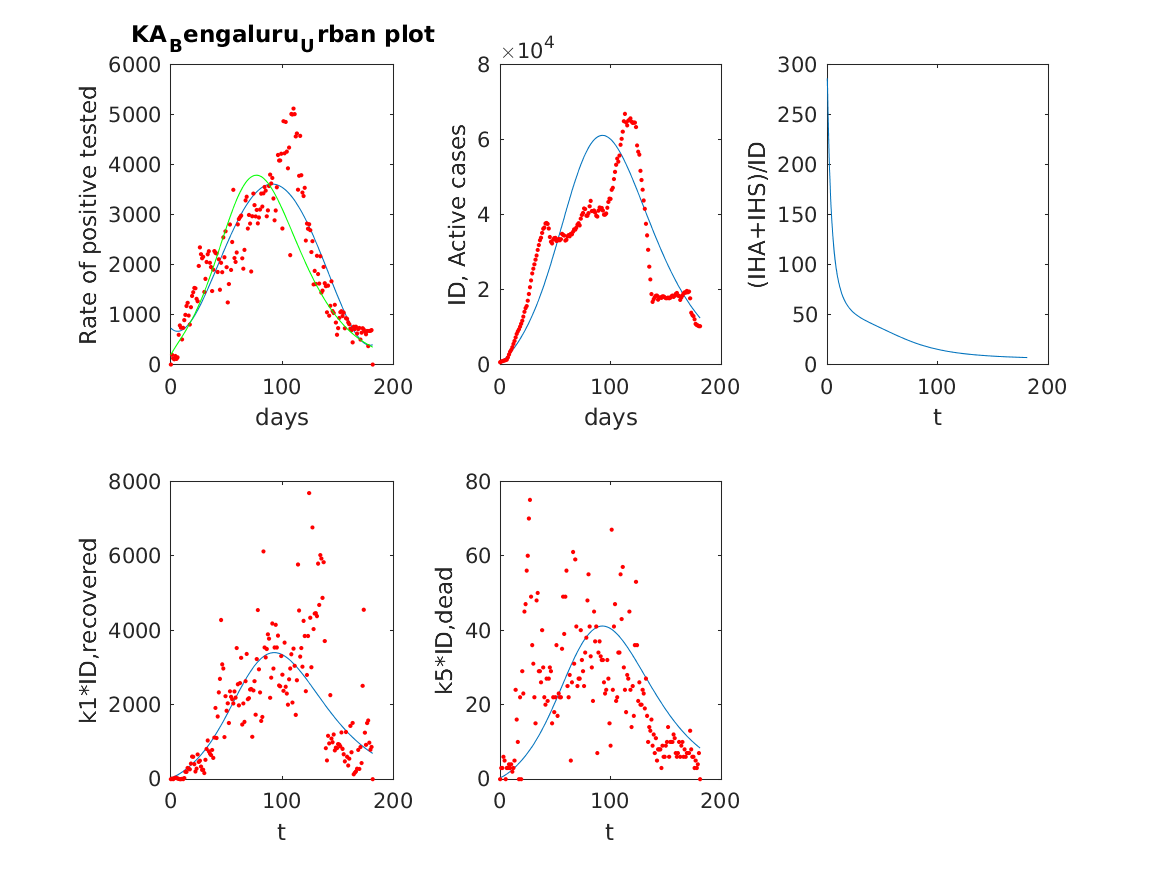 KA_Bengaluru_Urban plot
6000
5000
4000
3000
2000
1000
0
0 100 200
Rate of positive tested
days
×10^4
8
6
4
2
0
0 100 200
ID, Active cases
days
300
250
200
150
100
50
0
0 100 200
(IHA+IHS)/ID
t
8000
6000
4000
2000
0
0 100 200
k1*ID,recovered
t
80
60
40
20
0
0 100 200
k5*ID,dead
t